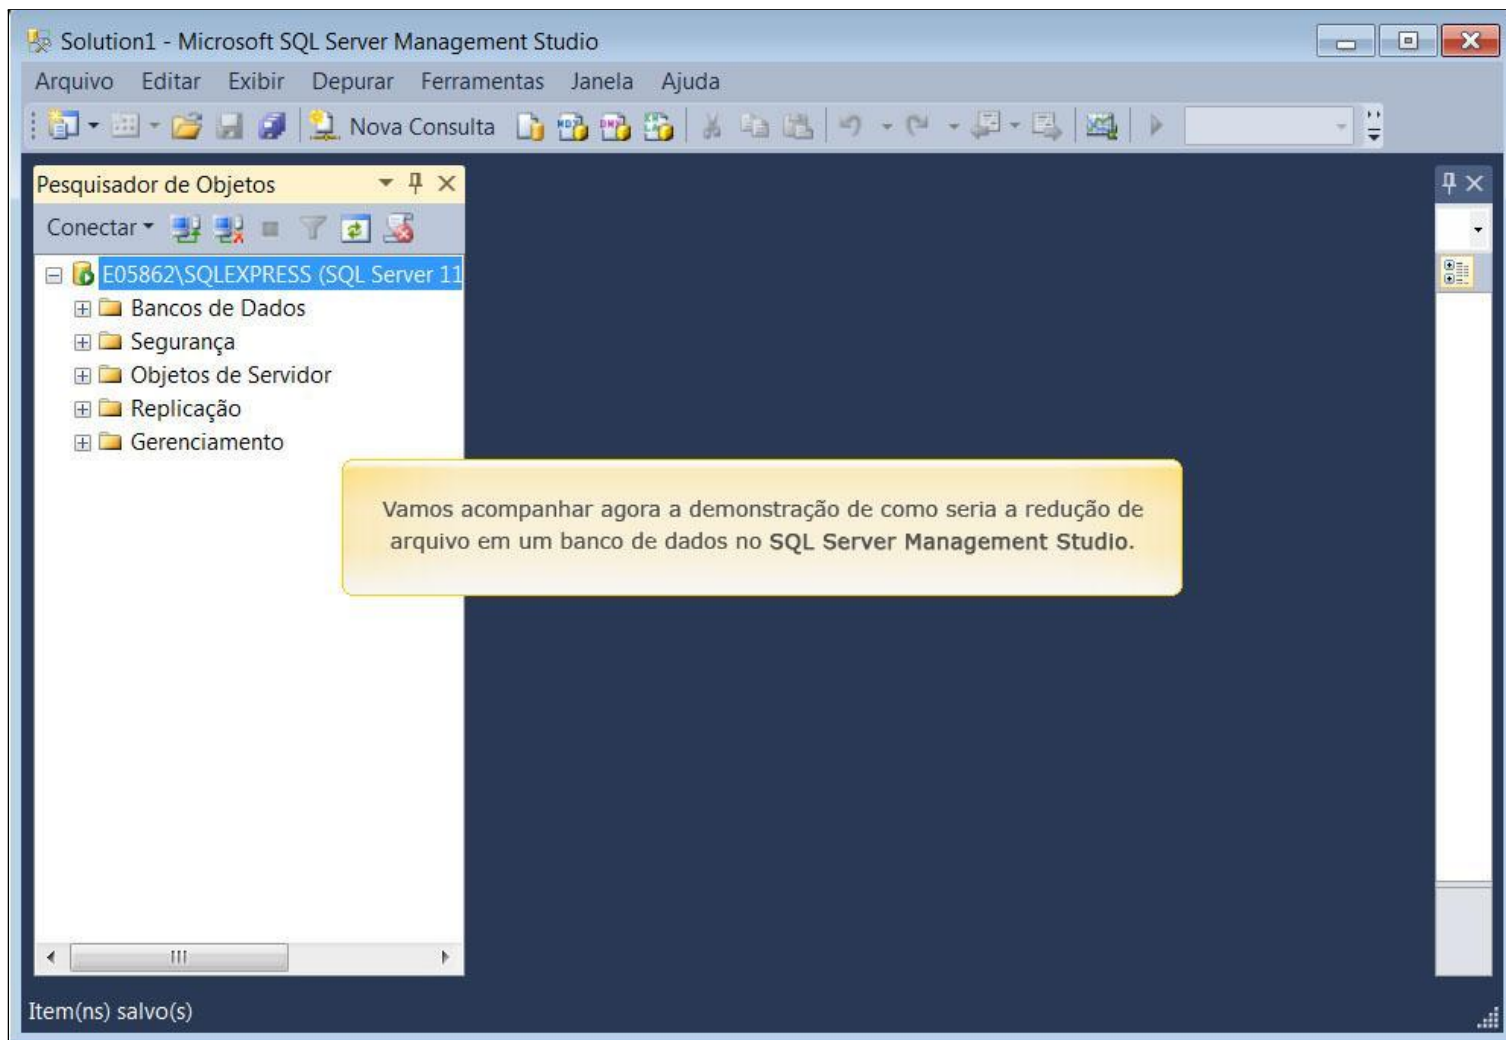 Solution1 - Microsoft SQL Server Management Studio
Arquivo Editar Exibir Depurar Ferramentas Janela Ajuda
Nova Consulta
Pesquisador de Objetos
Conectar
E05862\SQLEXPRESS (SQL Server 11
Bancos de Dados
Segurança
Objetos de Servidor
Replicação
Gerenciamento
Vamos acompanhar agora a demonstração de como seria a redução de
arquivo em um banco de dados no SQL Server Management Studio.
Item(ns) salvo(s)